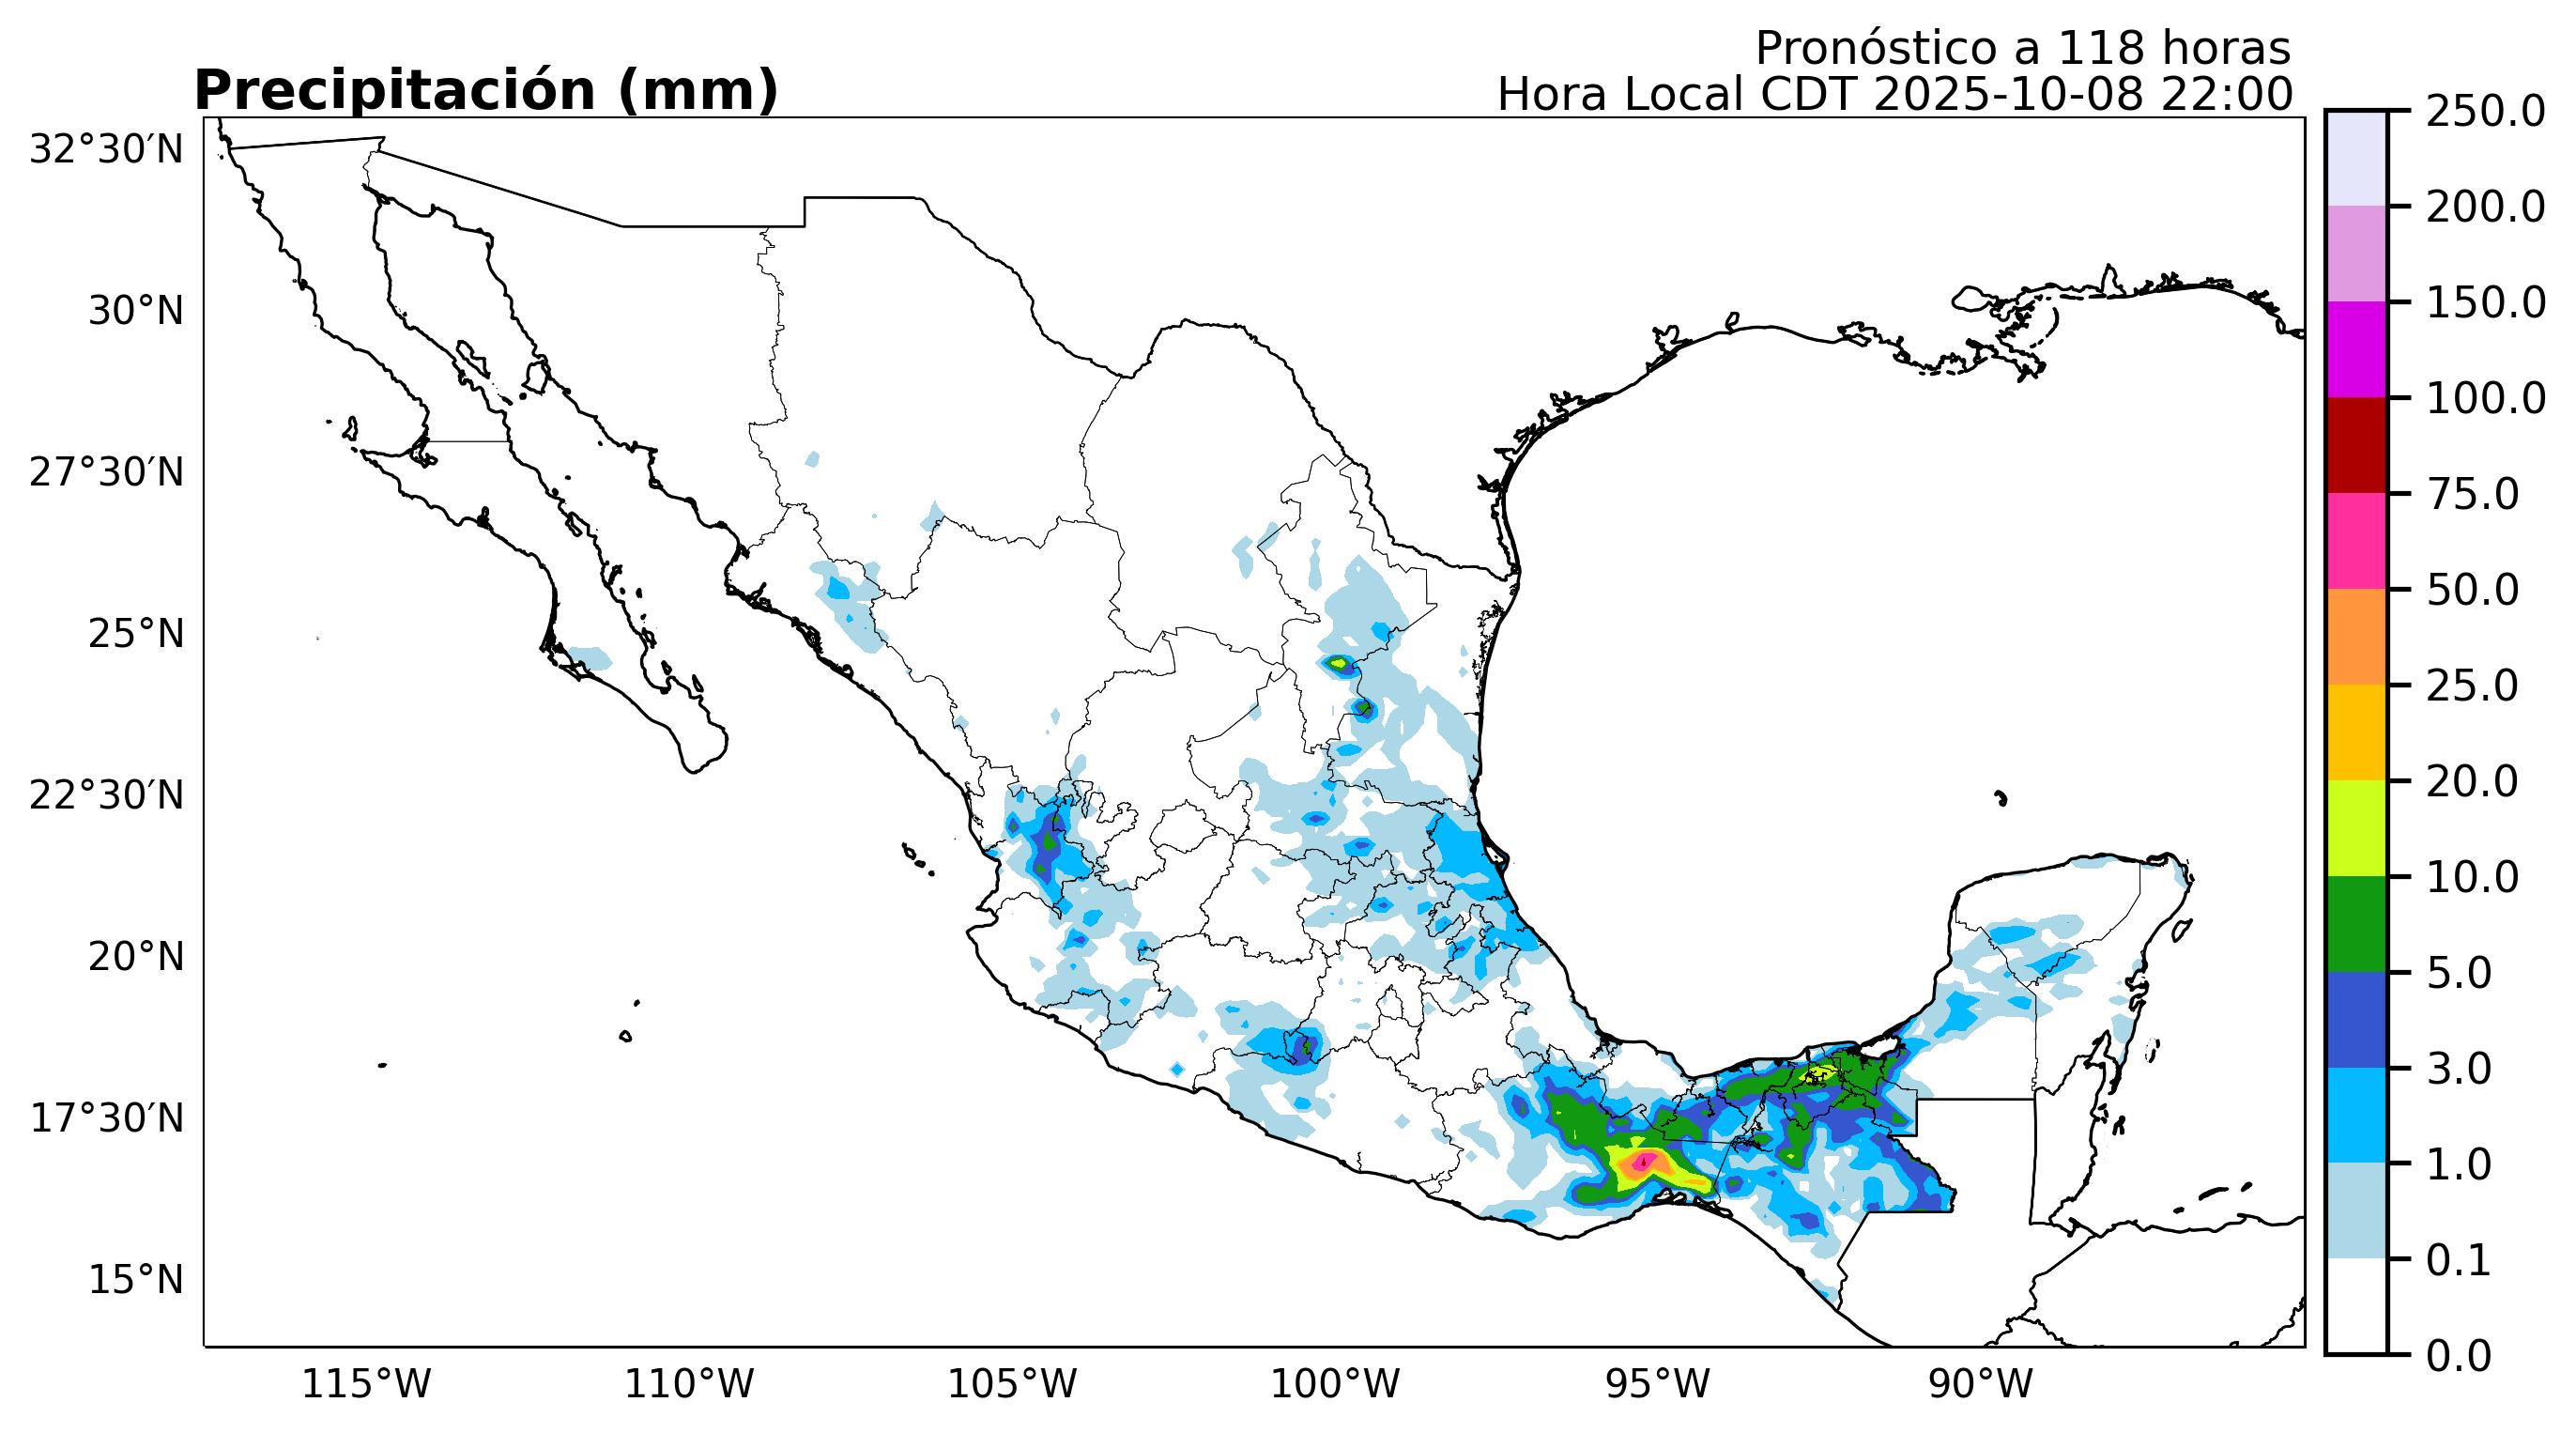 Pronóstico a 118 horas
Precipitación (mm)
Hora Local CDT 2025-10-08 22:00
32°30′N
30°N
27°30′N
25°N
22°30′N
20°N
17°30′N
15°N
115°W
110°W
105°W
100°W
95°W
90°W
250.0
200.0
150.0
100.0
75.0
50.0
25.0
20.0
10.0
5.0
3.0
1.0
0.1
0.0